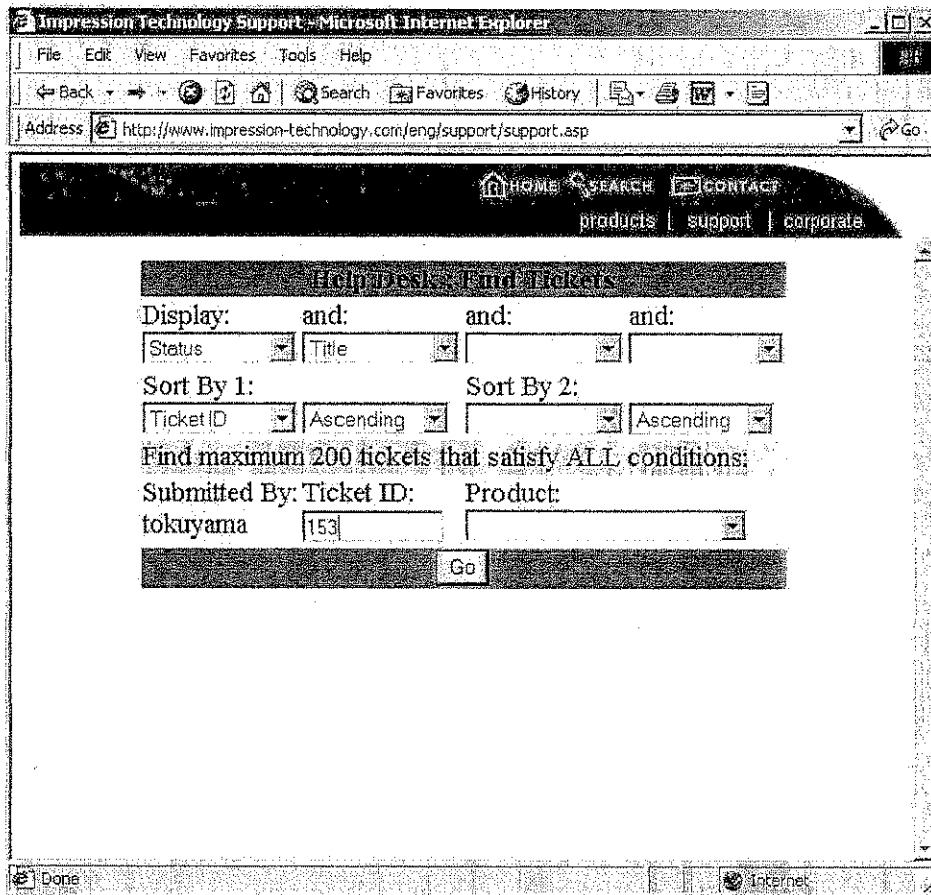 Impression Technology Support - Microsoft Internet Explorer
File Edit View Favorites Tools Help
Back Search Favorites History
Address http://www.impression-technology.com/eng/support/support.asp Go
HOME SEARCH CONTACT
products | support | corporate
Help Desk: Find Tickets
Display: and: and: and:
Status Title
Sort By 1: Sort By 2:
Ticket ID Ascending Ascending
Find maximum 200 tickets that satisfy ALL conditions:
Submitted By: Ticket ID: Product:
tokuyama 153
Go
Done Internet